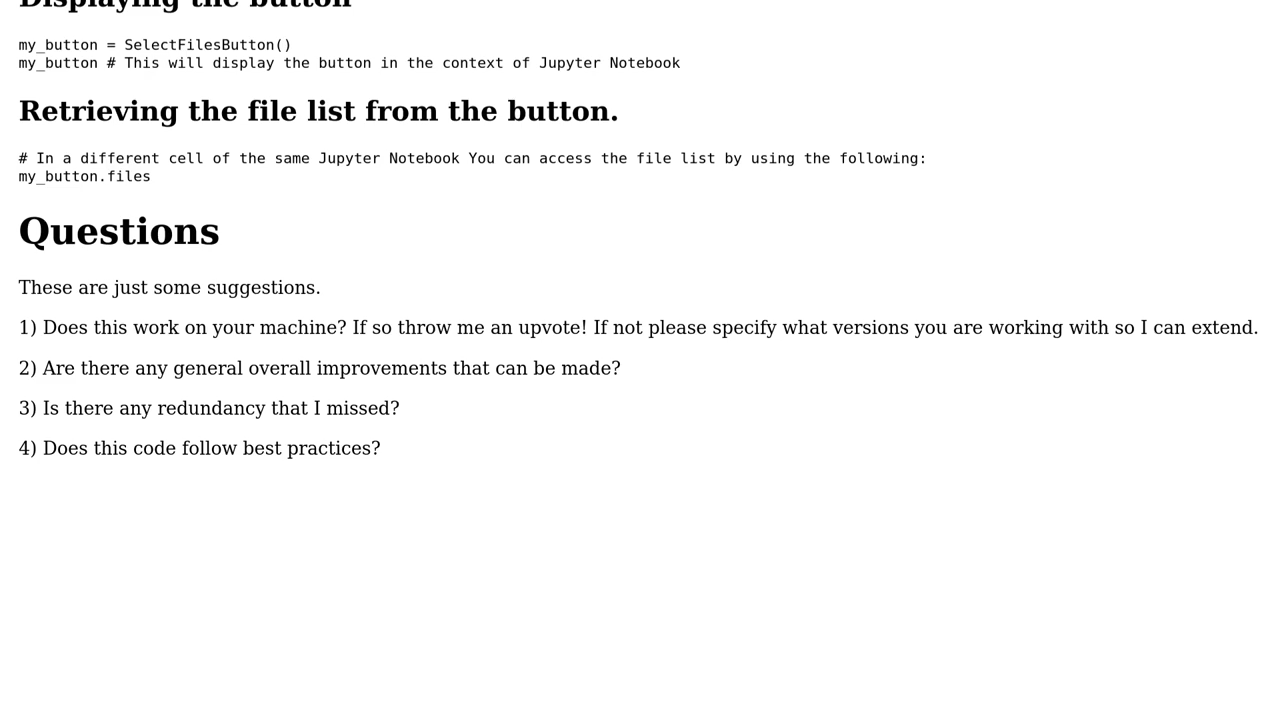 Displaying the button
my_button = SelectFilesButton()
my_button # This will display the button in the context of Jupyter Notebook
Retrieving the file list from the button.
# In a different cell of the same Jupyter Notebook You can access the file list by using the following:
my_button.files
Questions
These are just some suggestions.
1) Does this work on your machine? If so throw me an upvote! If not please specify what versions you are working with so I can extend.
2) Are there any general overall improvements that can be made?
3) Is there any redundancy that I missed?
4) Does this code follow best practices?